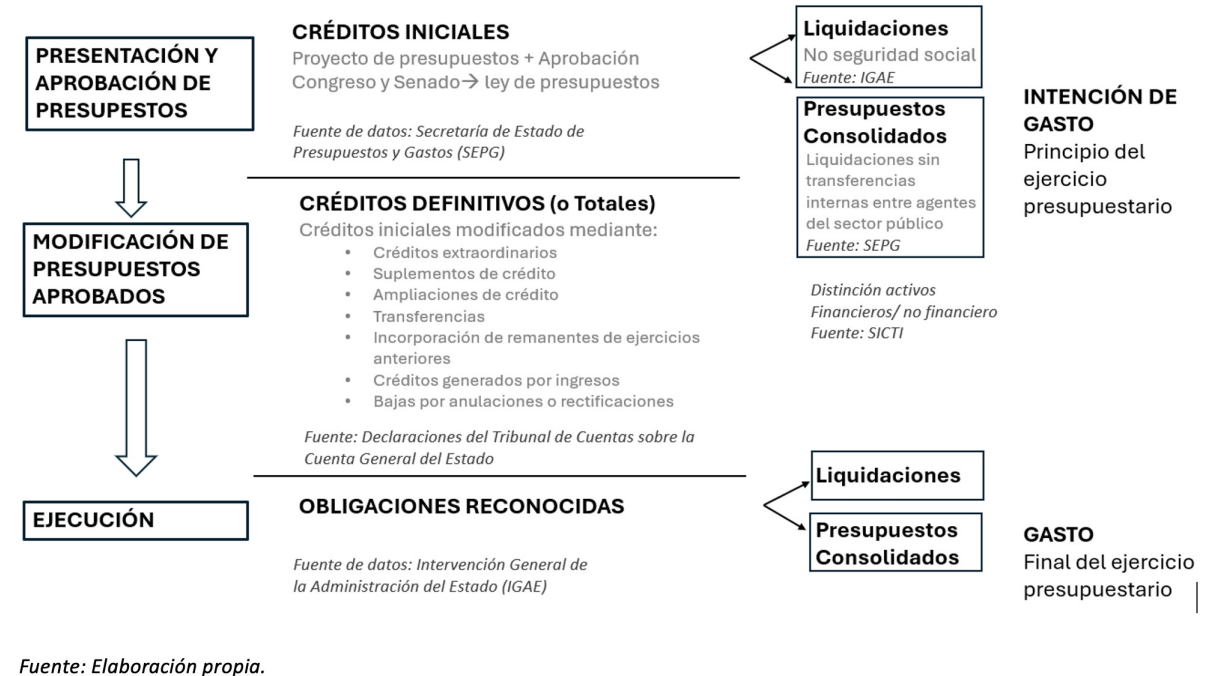 PRESENTACIÓN Y
APROBACIÓN DE
PRESUPESTOS
CRÉDITOS INICIALES
Proyecto de presupuestos + Aprobación
Congreso y Senado→ ley de presupuestos
Fuente de datos: Secretaría de Estado de
Presupuestos y Gastos (SEPG)
Liquidaciones
No seguridad social
Fuente: IGAE
Presupuestos
Consolidados
Liquidaciones sin
transferencias
internas entre agentes
del sector público
Fuente: SEPG
Distinción activos
Financieros/ no financiero
Fuente: SICTI
INTENCIÓN DE
GASTO
Principio del
ejercicio
presupuestario
MODIFICACIÓN DE
PRESUPUESTOS
APROBADOS
CRÉDITOS DEFINITIVOS (o Totales)
Créditos iniciales modificados mediante:
• Créditos extraordinarios
• Suplementos de crédito
• Ampliaciones de crédito
• Transferencias
• Incorporación de remanentes de ejercicios
anteriores
• Créditos generados por ingresos
• Bajas por anulaciones o rectificaciones
Fuente: Declaraciones del Tribunal de Cuentas sobre la
Cuenta General del Estado
EJECUCIÓN
OBLIGACIONES RECONOCIDAS
Fuente de datos: Intervención General de
la Administración del Estado (IGAE)
Liquidaciones
Presupuestos
Consolidados
GASTO
Final del ejercicio
presupuestario
Fuente: Elaboración propia.